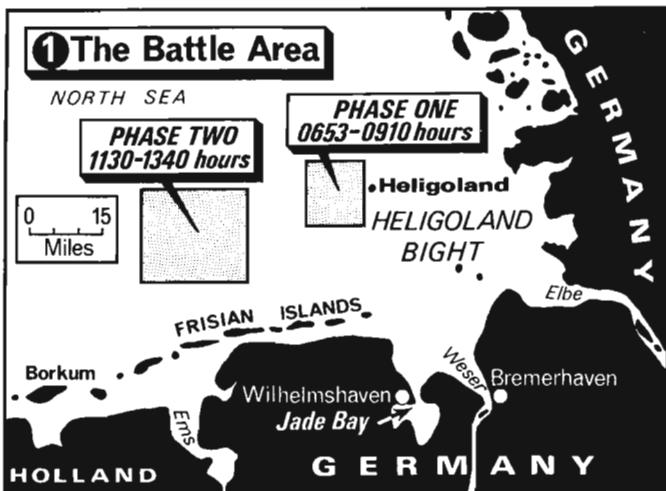 1 The Battle Area
NORTH SEA
PHASE TWO
1130-1340 hours
PHASE ONE
0653-0910 hours
GERMANY
0 15
Miles
Heligoland
HELIGOLAND
BIGHT
Elbe
FRISIAN ISLANDS
Borkum
Ems
Wilhelmshaven
Jade Bay
Weser
Bremerhaven
HOLLAND
GERMANY